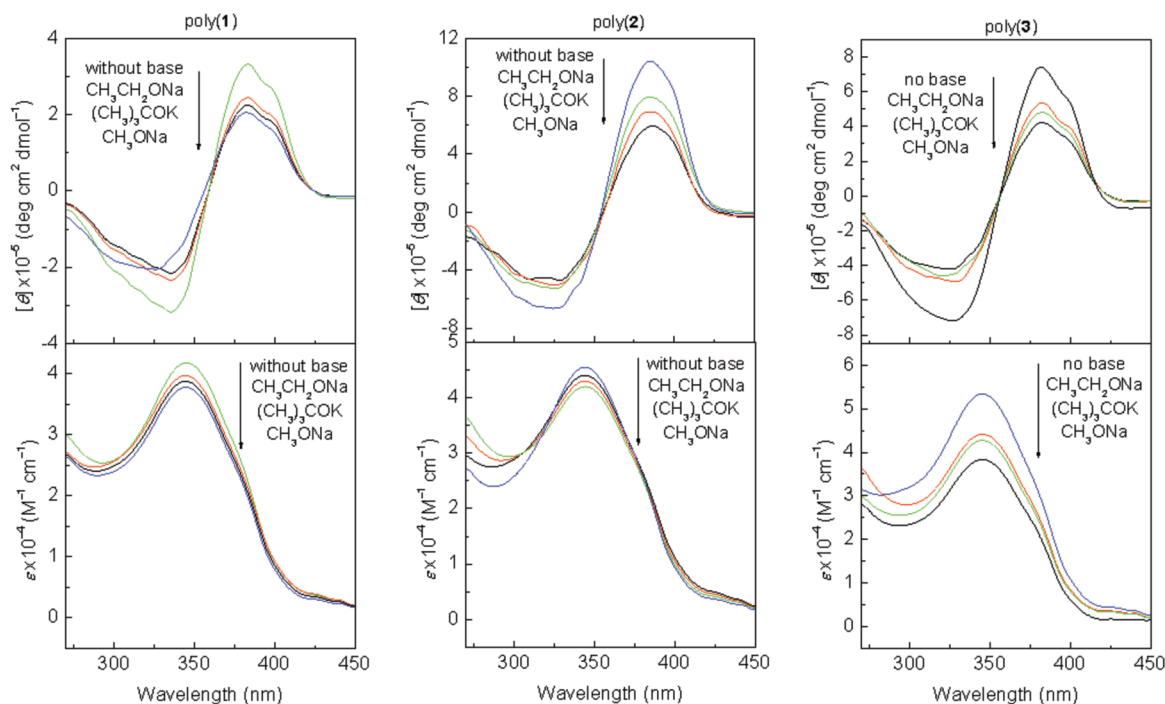 poly(1)
4
2
0
-2
-4
[θ] x10⁻⁵ (deg cm² dmol⁻¹)
without base
CH₃CH₂ONa
(CH₃)₃COK
CH₃ONa
4
3
2
1
0
ε x10⁻⁴ (M⁻¹ cm⁻¹)
without base
CH₃CH₂ONa
(CH₃)₃COK
CH₃ONa
300
350
400
450
Wavelength (nm)
poly(2)
12
8
4
0
-4
-8
[θ] x10⁻⁵ (deg cm² dmol⁻¹)
without base
CH₃CH₂ONa
(CH₃)₃COK
CH₃ONa
5
4
3
2
1
0
ε x10⁻⁴ (M⁻¹ cm⁻¹)
without base
CH₃CH₂ONa
(CH₃)₃COK
CH₃ONa
300
350
400
450
Wavelength (nm)
poly(3)
8
6
4
2
0
-2
-4
-6
-8
[θ] x10⁻⁵ (deg cm² dmol⁻¹)
no base
CH₃CH₂ONa
(CH₃)₃COK
CH₃ONa
6
5
4
3
2
1
0
ε x10⁻⁴ (M⁻¹ cm⁻¹)
no base
CH₃CH₂ONa
(CH₃)₃COK
CH₃ONa
300
350
400
450
Wavelength (nm)